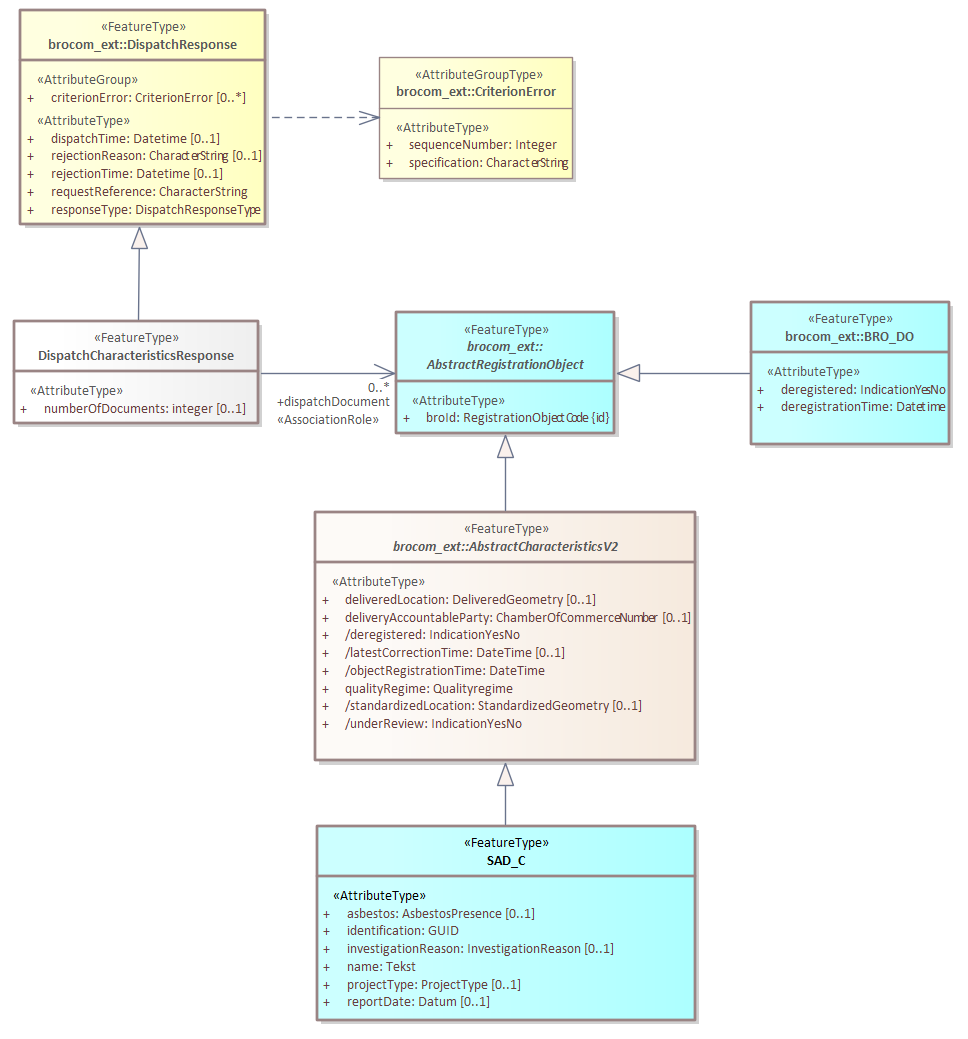 «FeatureType»
brocom_ext::DispatchResponse
«AttributeGroup»
+ criterionError: CriterionError [0..*]
«AttributeType»
+ dispatchTime: Datetime [0..1]
+ rejectionReason: CharacterString [0..1]
+ rejectionTime: Datetime [0..1]
+ requestReference: CharacterString
+ responseType: DispatchResponseType
«AttributeGroupType»
brocom_ext::CriterionError
«AttributeType»
+ sequenceNumber: Integer
+ specification: CharacterString
«FeatureType»
DispatchCharacteristicsResponse
«AttributeType»
+ numberOfDocuments: integer [0..1]
0..*
+dispatchDocument
«AssociationRole»
«FeatureType»
brocom_ext::
AbstractRegistrationObject
«AttributeType»
+ broId: RegistrationObjectCode {id}
«FeatureType»
brocom_ext::BRO_DO
«AttributeType»
+ deregistered: IndicationYesNo
+ deregistrationTime: Datetime
«FeatureType»
brocom_ext::AbstractCharacteristicsV2
«AttributeType»
+ deliveredLocation: DeliveredGeometry [0..1]
+ deliveryAccountableParty: ChamberOfCommerceNumber [0..1]
+ /deregistered: IndicationYesNo
+ /latestCorrectionTime: DateTime [0..1]
+ /objectRegistrationTime: DateTime
+ qualityRegime: Qualityregime
+ /standardizedLocation: StandardizedGeometry [0..1]
+ /underReview: IndicationYesNo
«FeatureType»
SAD_C
«AttributeType»
+ asbestos: AsbestosPresence [0..1]
+ identification: GUID
+ investigationReason: InvestigationReason [0..1]
+ name: Tekst
+ projectType: ProjectType [0..1]
+ reportDate: Datum [0..1]